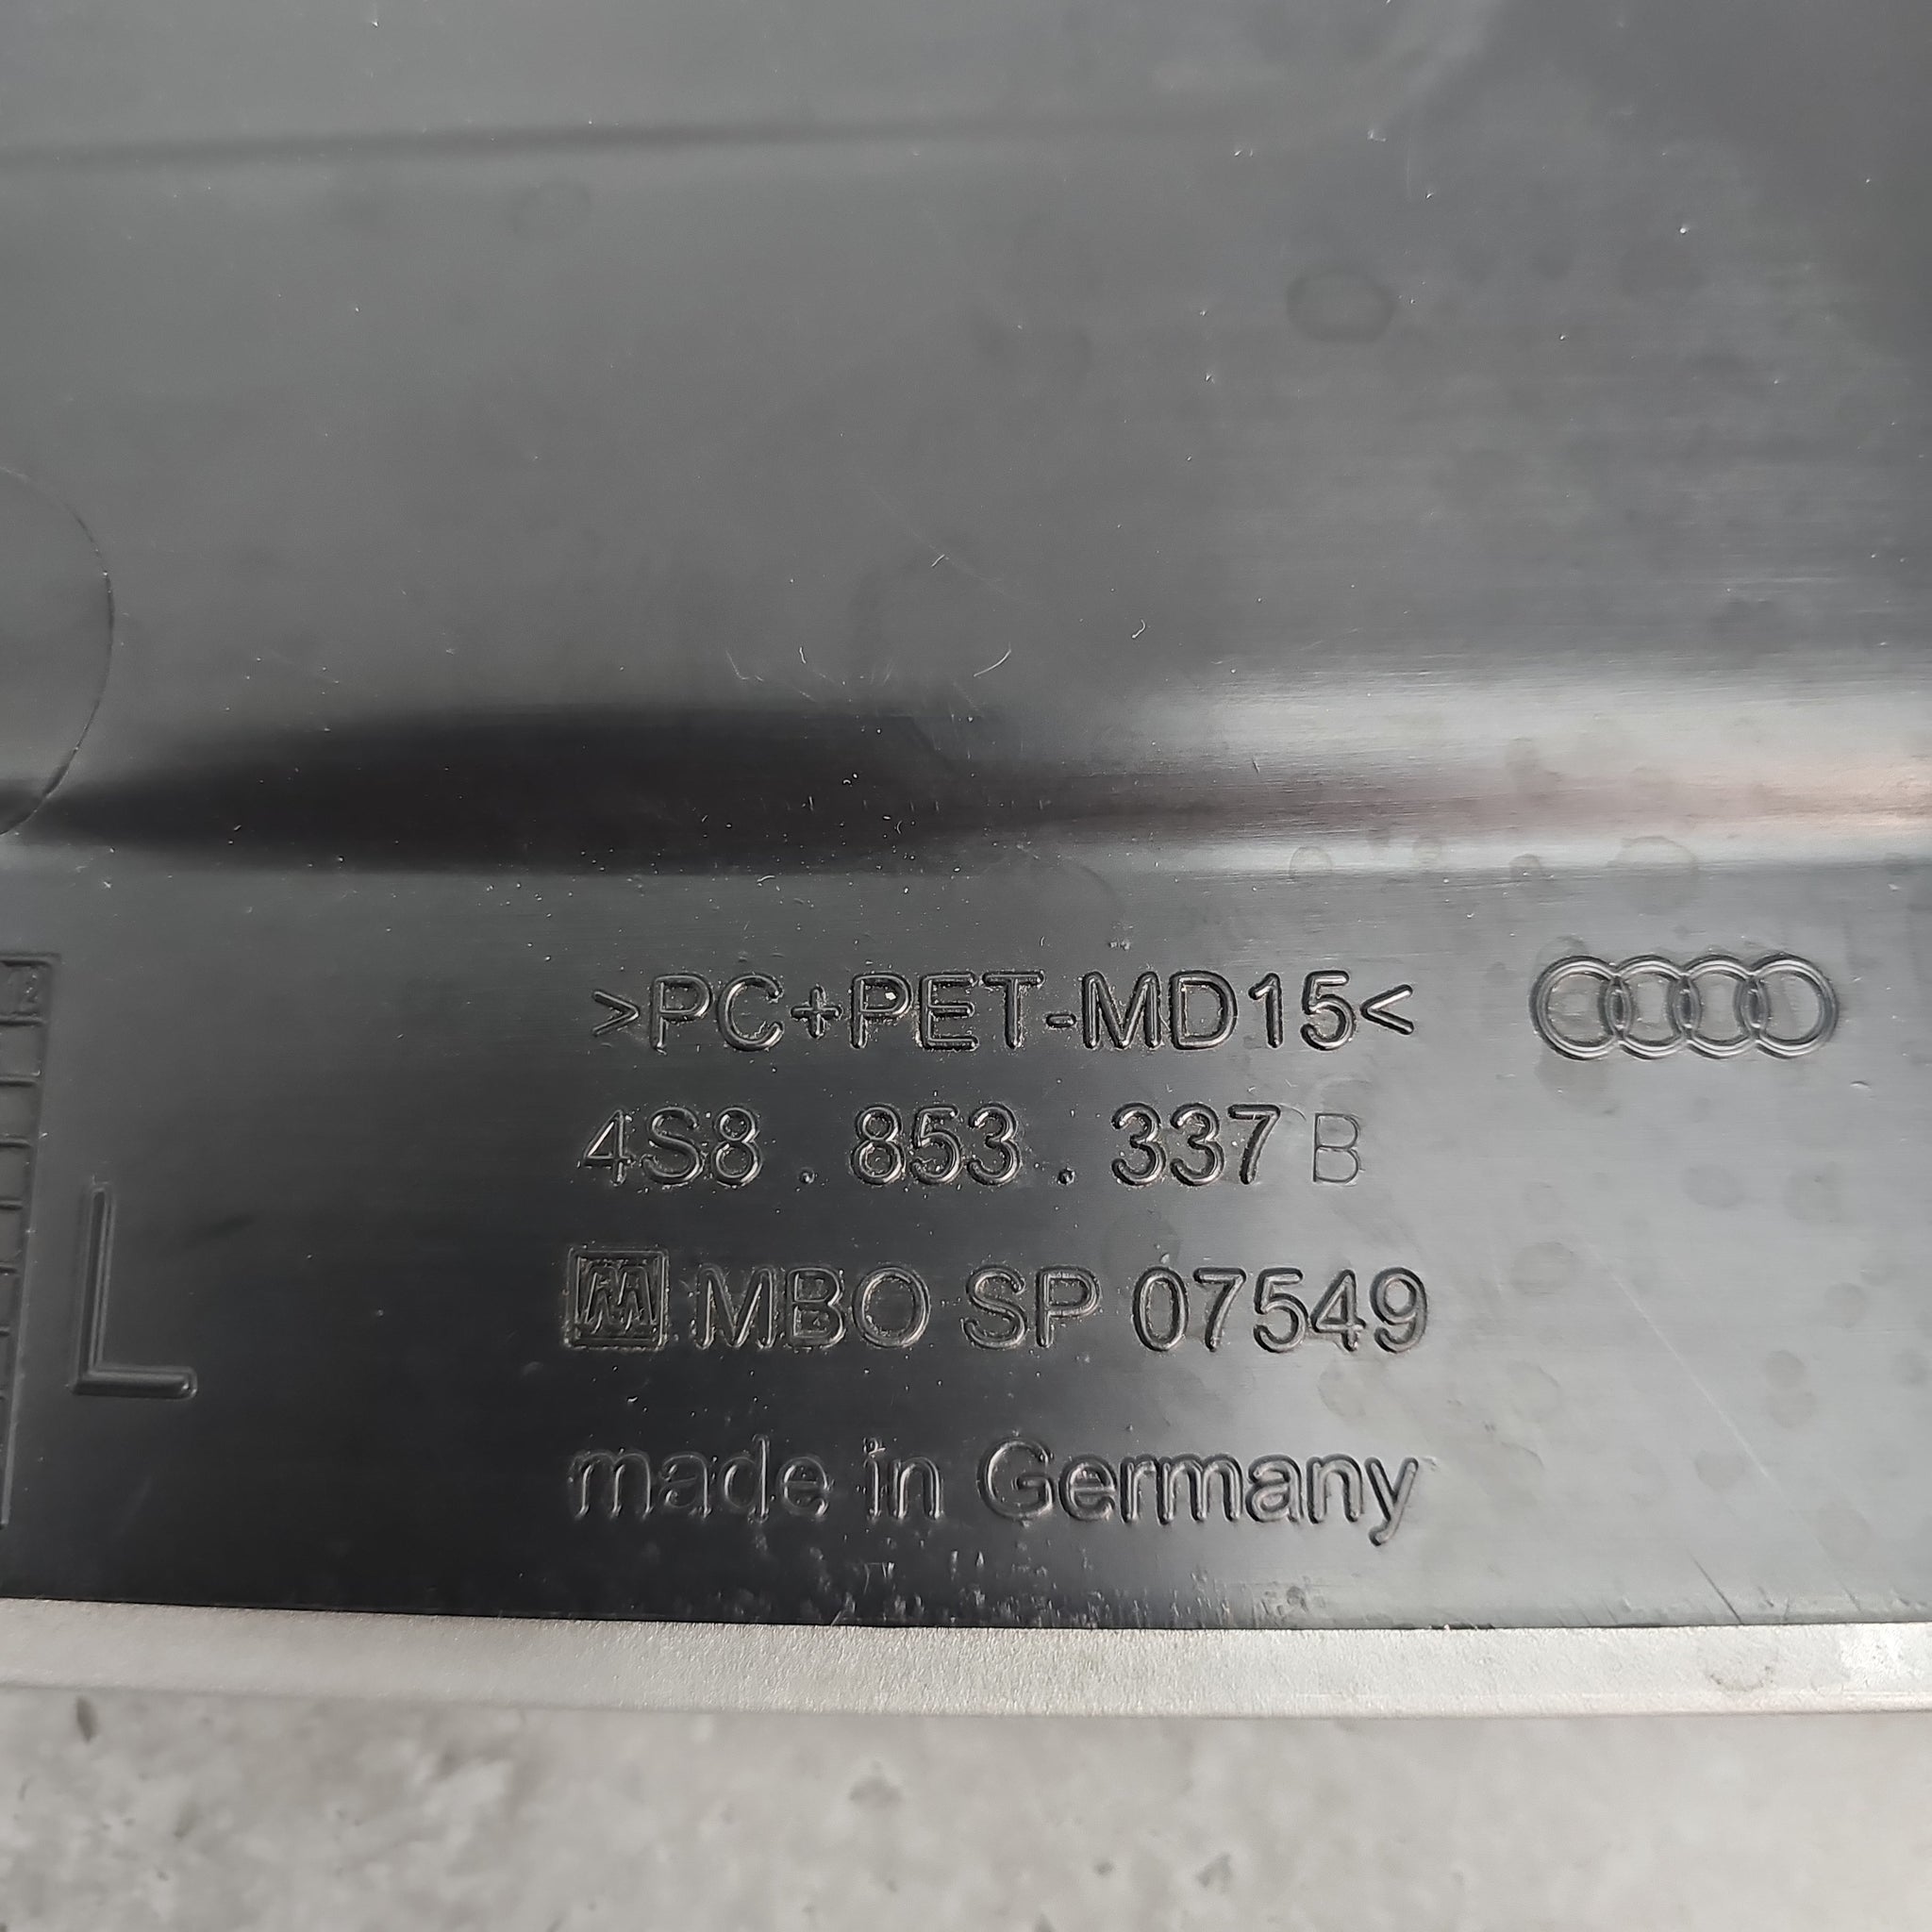 >PC+PET-MD15<
4S8 . 853 . 337 B
MBO SP 07549
L
made in Germany